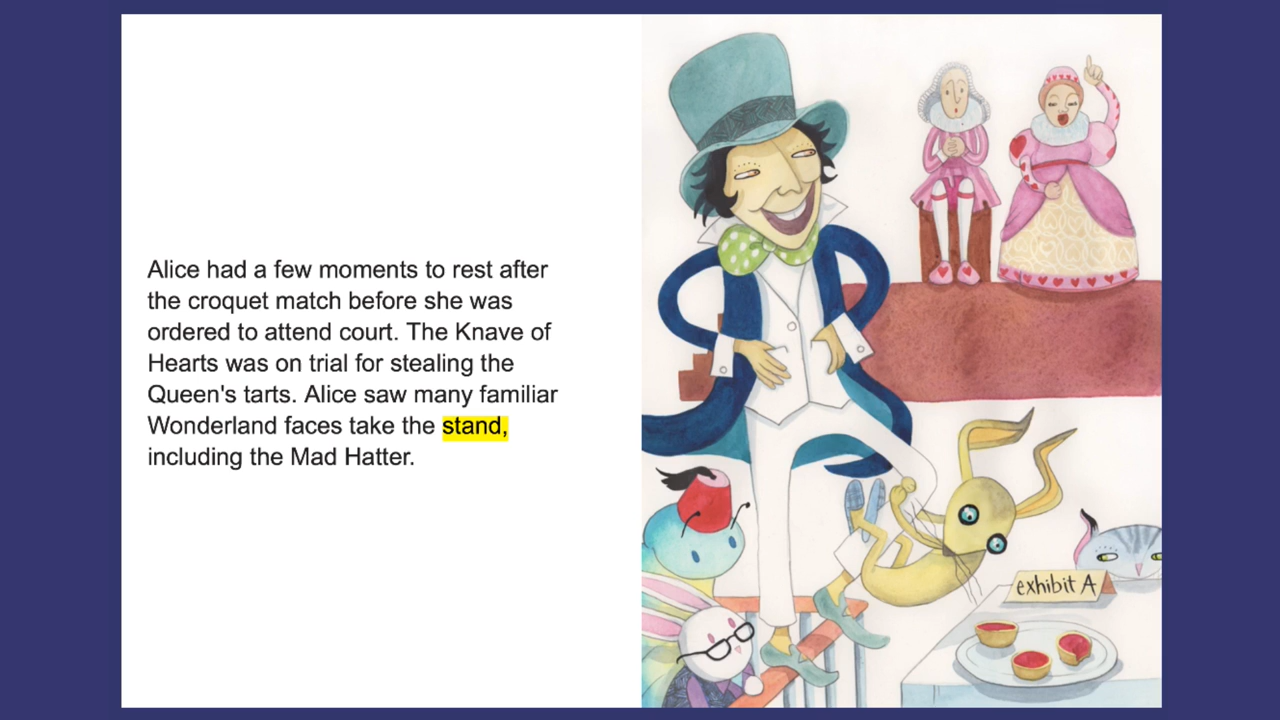 Alice had a few moments to rest after
the croquet match before she was
ordered to attend court. The Knave of
Hearts was on trial for stealing the
Queen's tarts. Alice saw many familiar
Wonderland faces take the stand,
including the Mad Hatter.
exhibit A